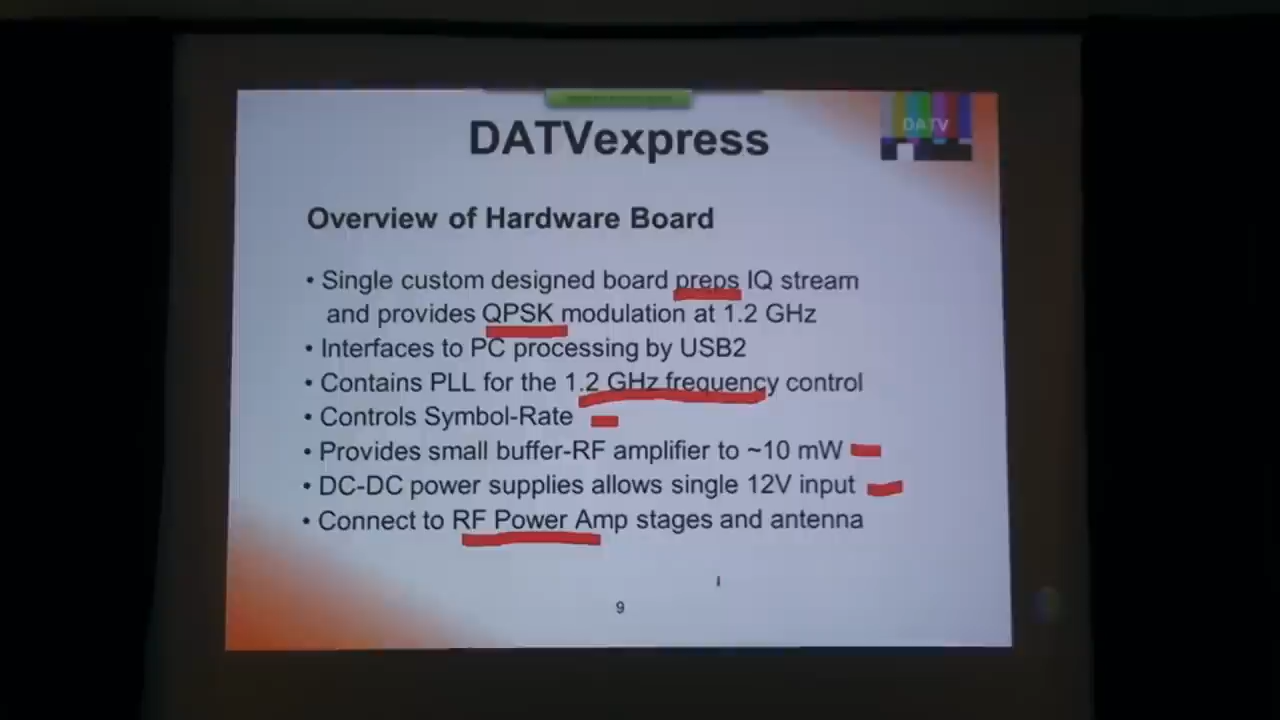 DATVexpress
DATV
Overview of Hardware Board
• Single custom designed board preps IQ stream
and provides QPSK modulation at 1.2 GHz
• Interfaces to PC processing by USB2
• Contains PLL for the 1.2 GHz frequency control
• Controls Symbol-Rate
• Provides small buffer-RF amplifier to ~10 mW
• DC-DC power supplies allows single 12V input
• Connect to RF Power Amp stages and antenna
9